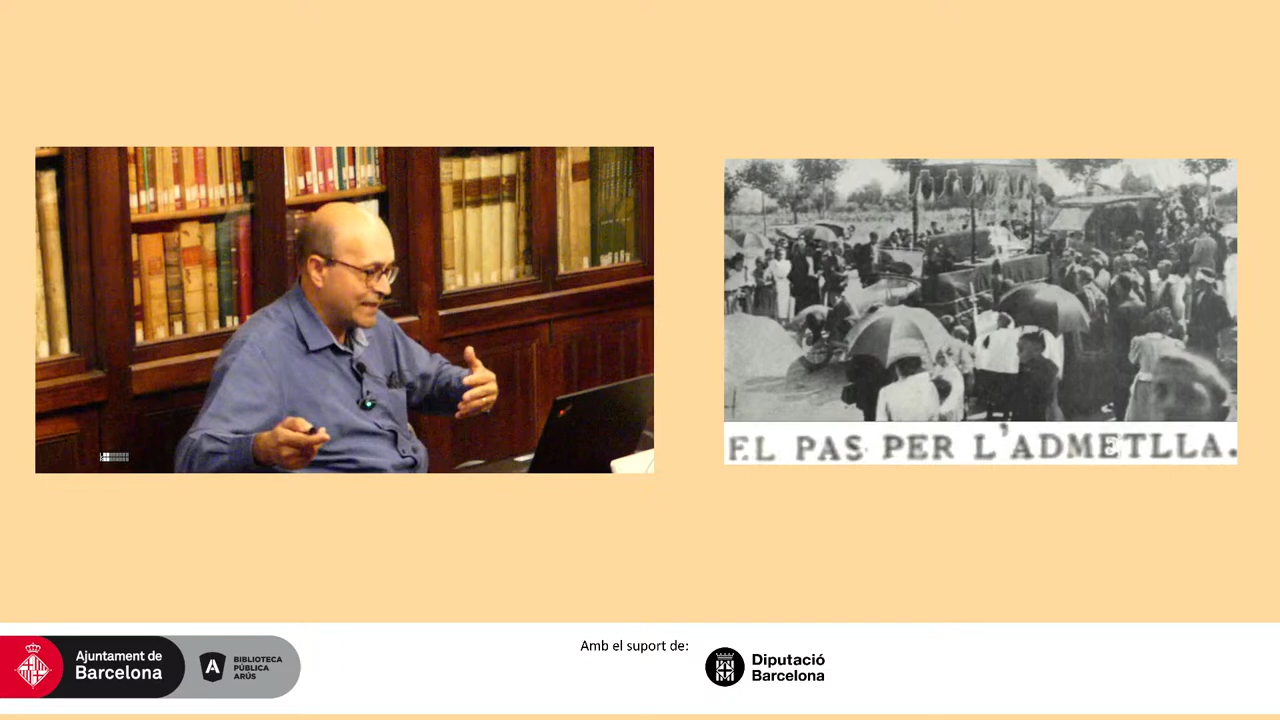 EL PAS PER L'ADMETLLA.
Ajuntament de
Barcelona
A
BIBLIOTECA
PÚBLICA
ARÚS
Amb el suport de:
Diputació
Barcelona